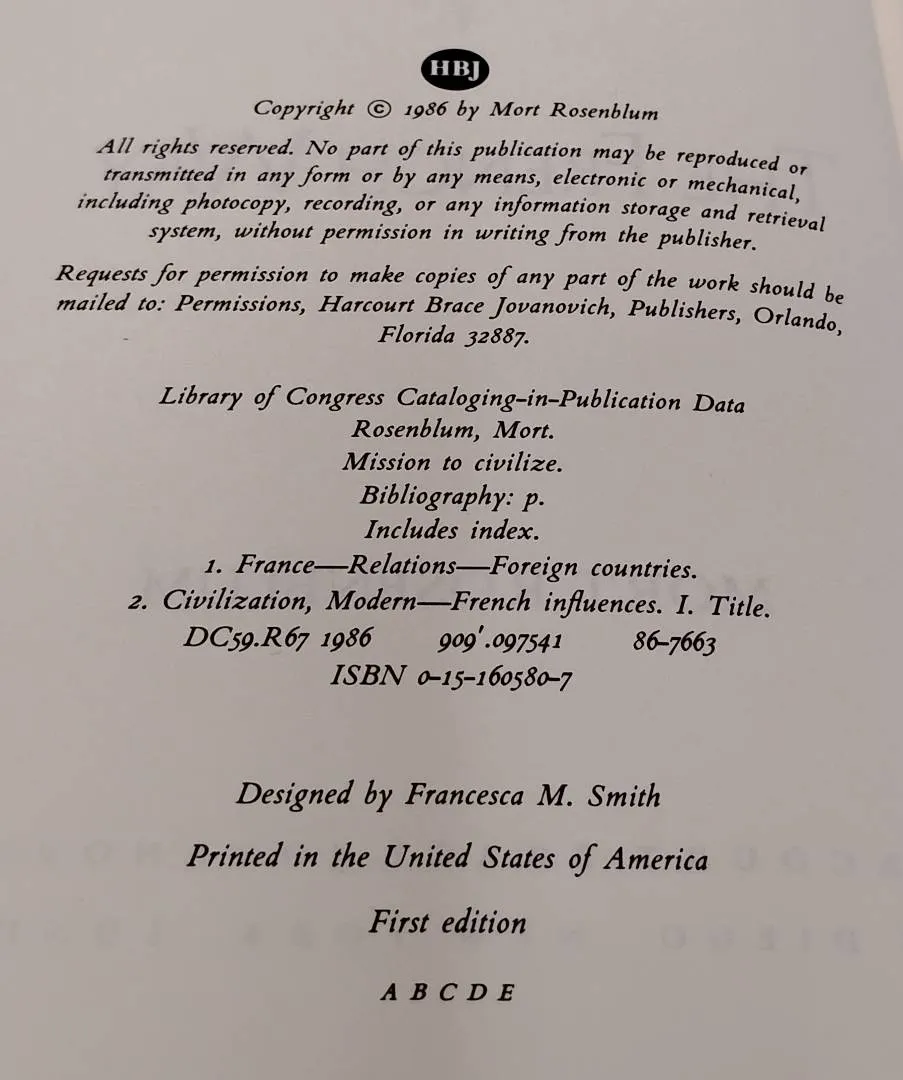 HBJ
Copyright © 1986 by Mort Rosenblum
All rights reserved. No part of this publication may be reproduced or
transmitted in any form or by any means, electronic or mechanical,
including photocopy, recording, or any information storage and retrieval
system, without permission in writing from the publisher.
Requests for permission to make copies of any part of the work should be
mailed to: Permissions, Harcourt Brace Jovanovich, Publishers, Orlando,
Florida 32887.
Library of Congress Cataloging-in-Publication Data
Rosenblum, Mort.
Mission to civilize.
Bibliography: p.
Includes index.
1. France—Relations—Foreign countries.
2. Civilization, Modern—French influences. I. Title.
DC59.R67 1986 909′.097541 86-7663
ISBN 0-15-160580-7
Designed by Francesca M. Smith
Printed in the United States of America
First edition
A B C D E